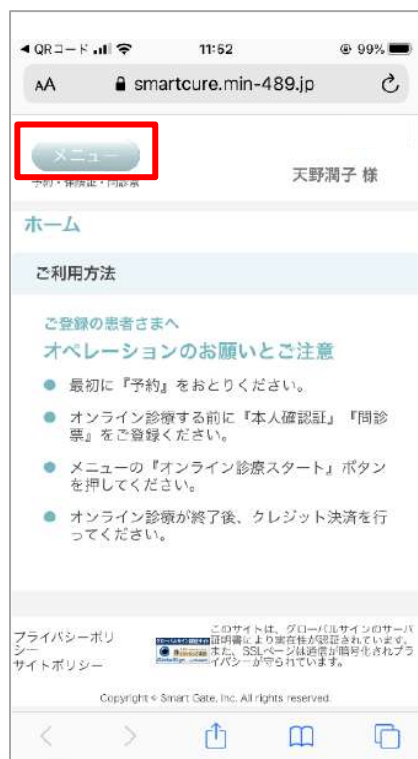 ◀ QRコード 11:52 99%
AA smartcure.min-489.jp
メニュー
予約・保険証・問診票
天野潤子 様
ホーム
ご利用方法
ご登録の患者さまへ
オペレーションのお願いとご注意
● 最初に『予約』をおとりください。
● オンライン診療する前に『本人確認証』『問診
票』をご登録ください。
● メニューの『オンライン診療スタート』ボタン
を押してください。
● オンライン診療が終了後、クレジット決済を行
ってください。
プライバシーポリ
シー
サイトポリシー
このサイトは、グローバルサインのサーバ
証明書により実在性が認証されています。
また、SSLページは通信が暗号化されプラ
イバシーが守られています。
Copyright © Smart Gate, Inc. All rights reserved.